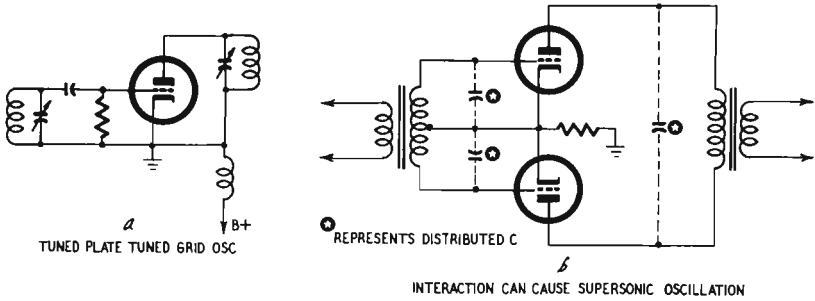 B+
a
TUNED PLATE TUNED GRID OSC
REPRESENTS DISTRIBUTED C
b
INTERACTION CAN CAUSE SUPERSONIC OSCILLATION